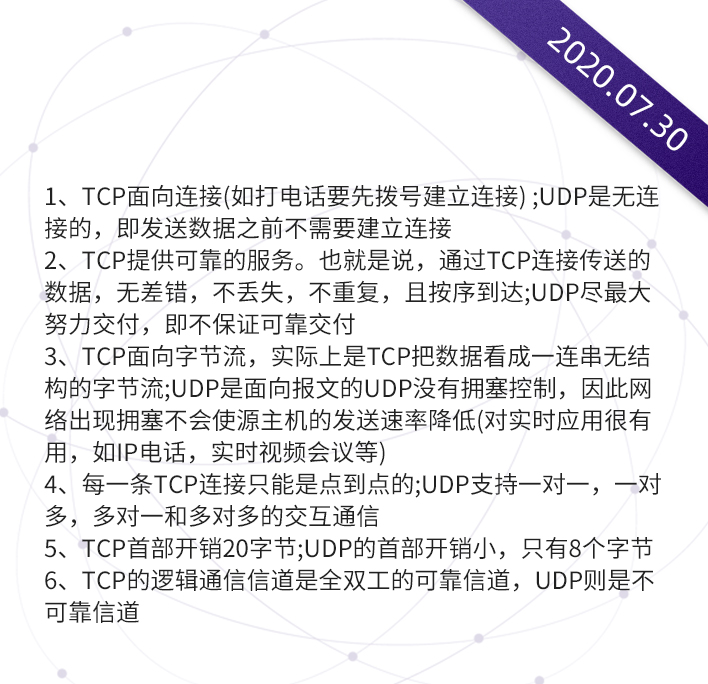 2020.07.30
1、TCP面向连接(如打电话要先拨号建立连接) ;UDP是无连
接的，即发送数据之前不需要建立连接
2、TCP提供可靠的服务。也就是说，通过TCP连接传送的
数据，无差错，不丢失，不重复，且按序到达;UDP尽最大
努力交付，即不保证可靠交付
3、TCP面向字节流，实际上是TCP把数据看成一连串无结
构的字节流;UDP是面向报文的UDP没有拥塞控制，因此网
络出现拥塞不会使源主机的发送速率降低(对实时应用很有
用，如IP电话，实时视频会议等)
4、每一条TCP连接只能是点到点的;UDP支持一对一，一对
多，多对一和多对多的交互通信
5、TCP首部开销20字节;UDP的首部开销小，只有8个字节
6、TCP的逻辑通信信道是全双工的可靠信道，UDP则是不
可靠信道